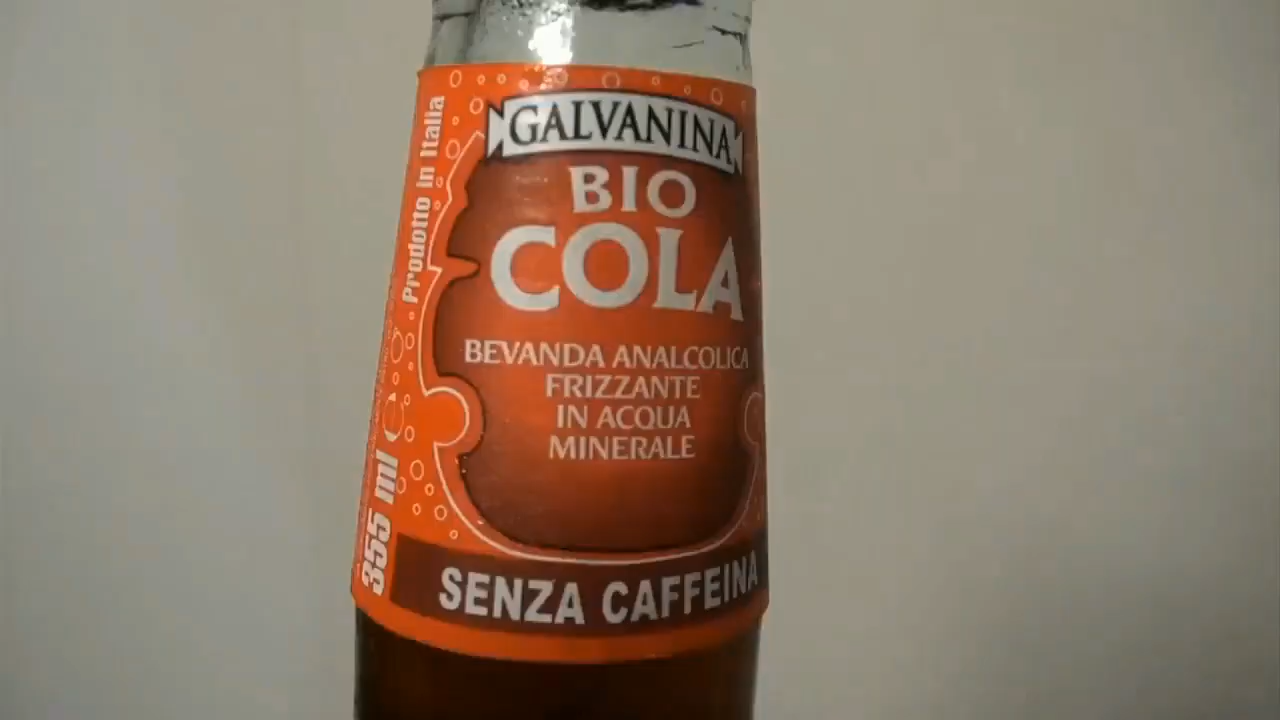 GALVANINA
BIO
COLA
BEVANDA ANALCOLICA
FRIZZANTE
IN ACQUA
MINERALE
SENZA CAFFEINA
Prodotto in Italia
355 ml e